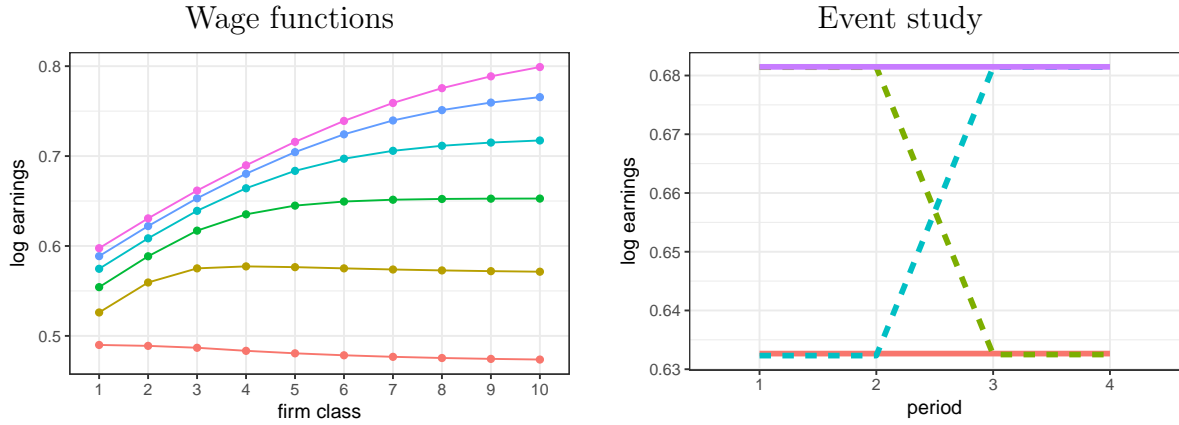 Wage functions
0.8
0.7
0.6
0.5
log earnings
1 2 3 4 5 6 7 8 9 10
firm class
Event study
0.68
0.67
0.66
0.65
0.64
0.63
log earnings
1 2 3 4
period